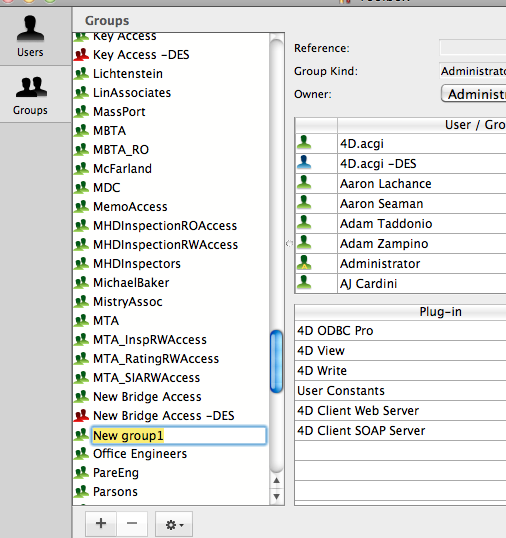 Groups
Users
Groups
Key Access
Key Access -DES
Lichtenstein
LinAssociates
MassPort
MBTA
MBTA_RO
McFarland
MDC
MemoAccess
MHDInspectionROAccess
MHDInspectionRWAccess
MHDInspectors
MichaelBaker
MistryAssoc
MTA
MTA_InspRWAccess
MTA_RatingRWAccess
MTA_SIARWAccess
New Bridge Access
New Bridge Access -DES
New group1
Office Engineers
PareEng
Parsons
Reference:
Group Kind: Administrato
Owner: Administr
User / Gro
4D.acgi
4D.acgi -DES
Aaron Lachance
Aaron Seaman
Adam Taddonio
Adam Zampino
Administrator
AJ Cardini
Plug-in
4D ODBC Pro
4D View
4D Write
User Constants
4D Client Web Server
4D Client SOAP Server